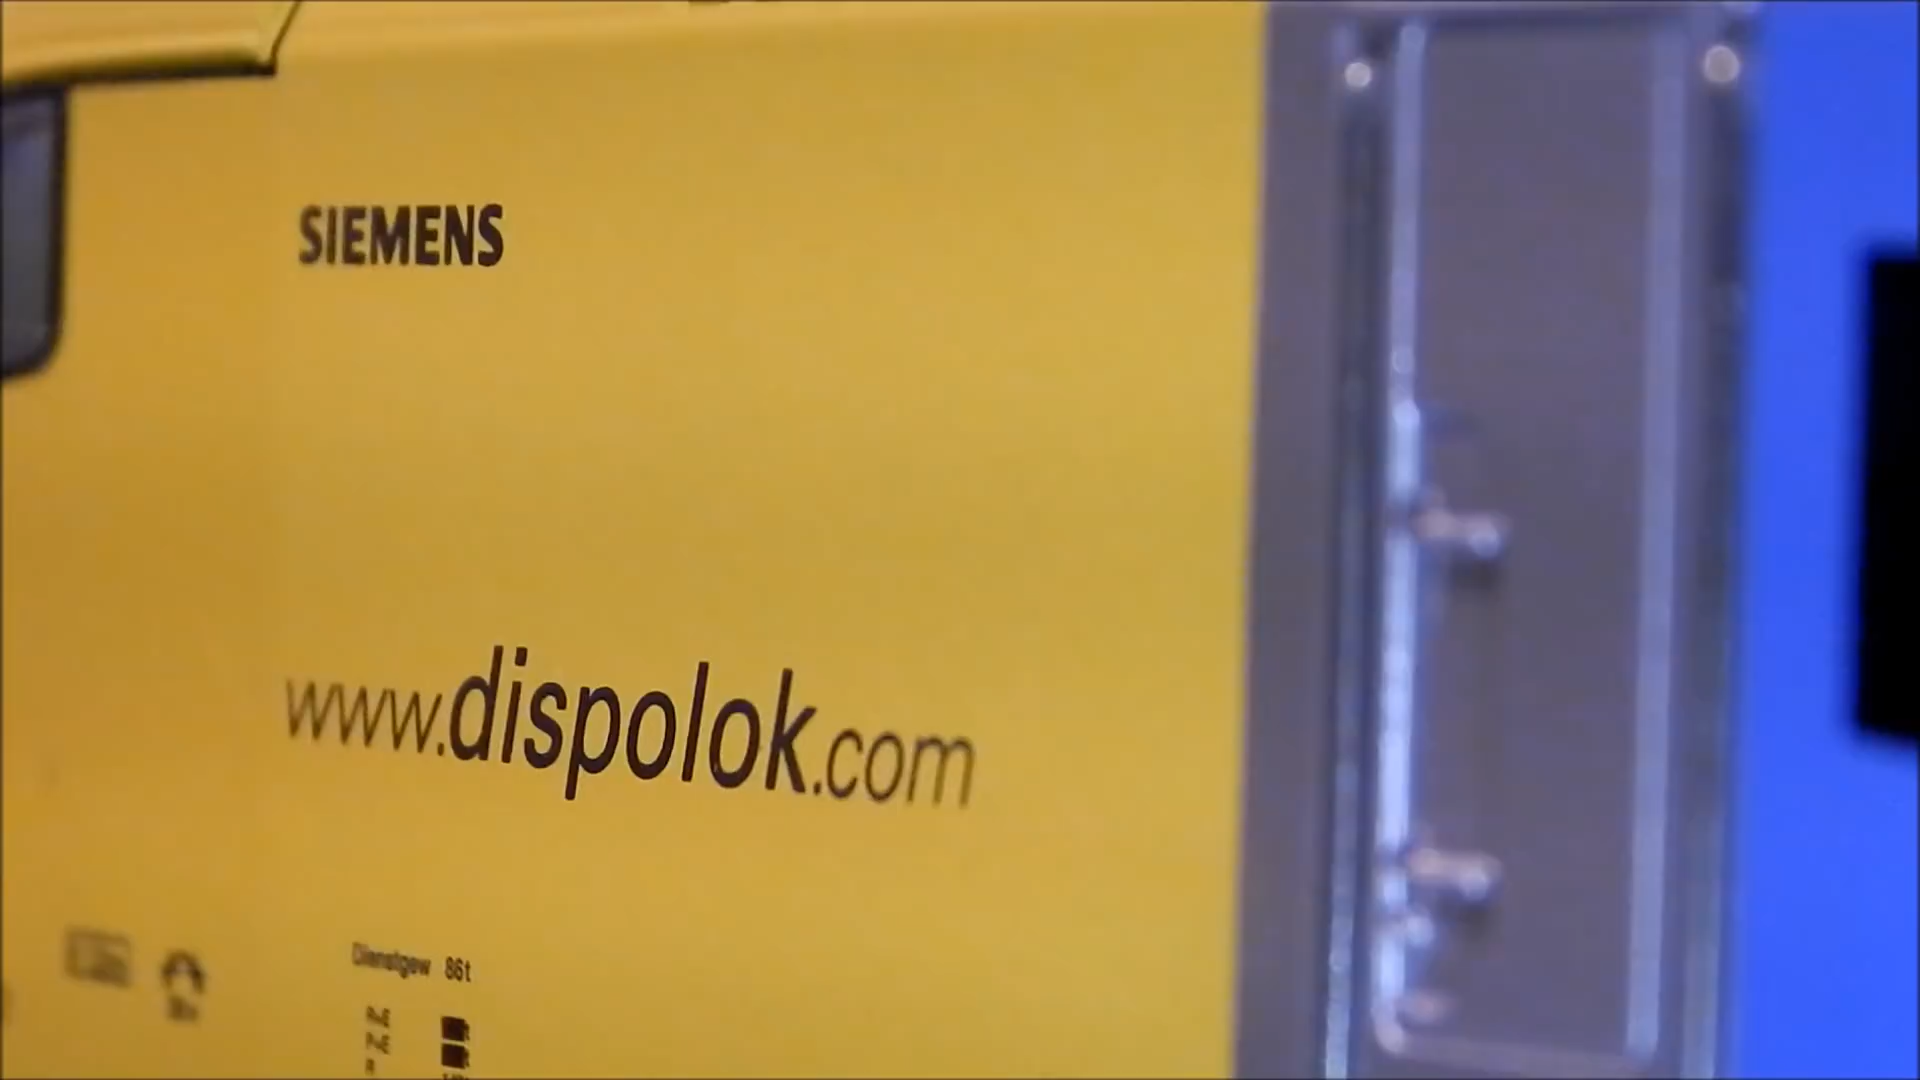 SIEMENS
www.dispolok.com
Dienstgew 86t
R+E
P+E
R